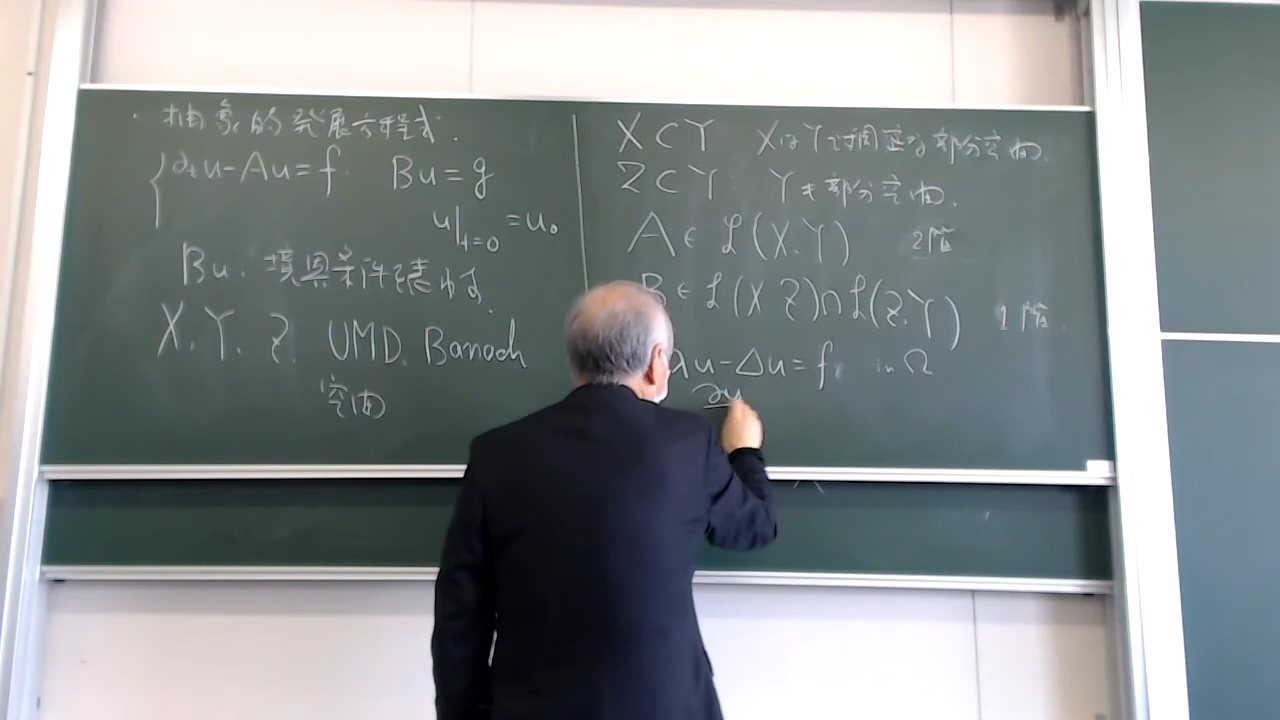 ・抽象的発展方程式.
∂ₜu-Au=f Bu=g
u|t=0 =u₀
Bu: 境界条件を表わす.
X. Y. Z UMD. Banach
空間
X⊂Y XはYで稠密な部分空間.
Z⊂Y Yも部分空間.
A∈ℒ(X.Y) 2階
B∈ℒ(X Z)∩ℒ(Z.Y) 1階.
∂u-Δu=f in Ω
∂u